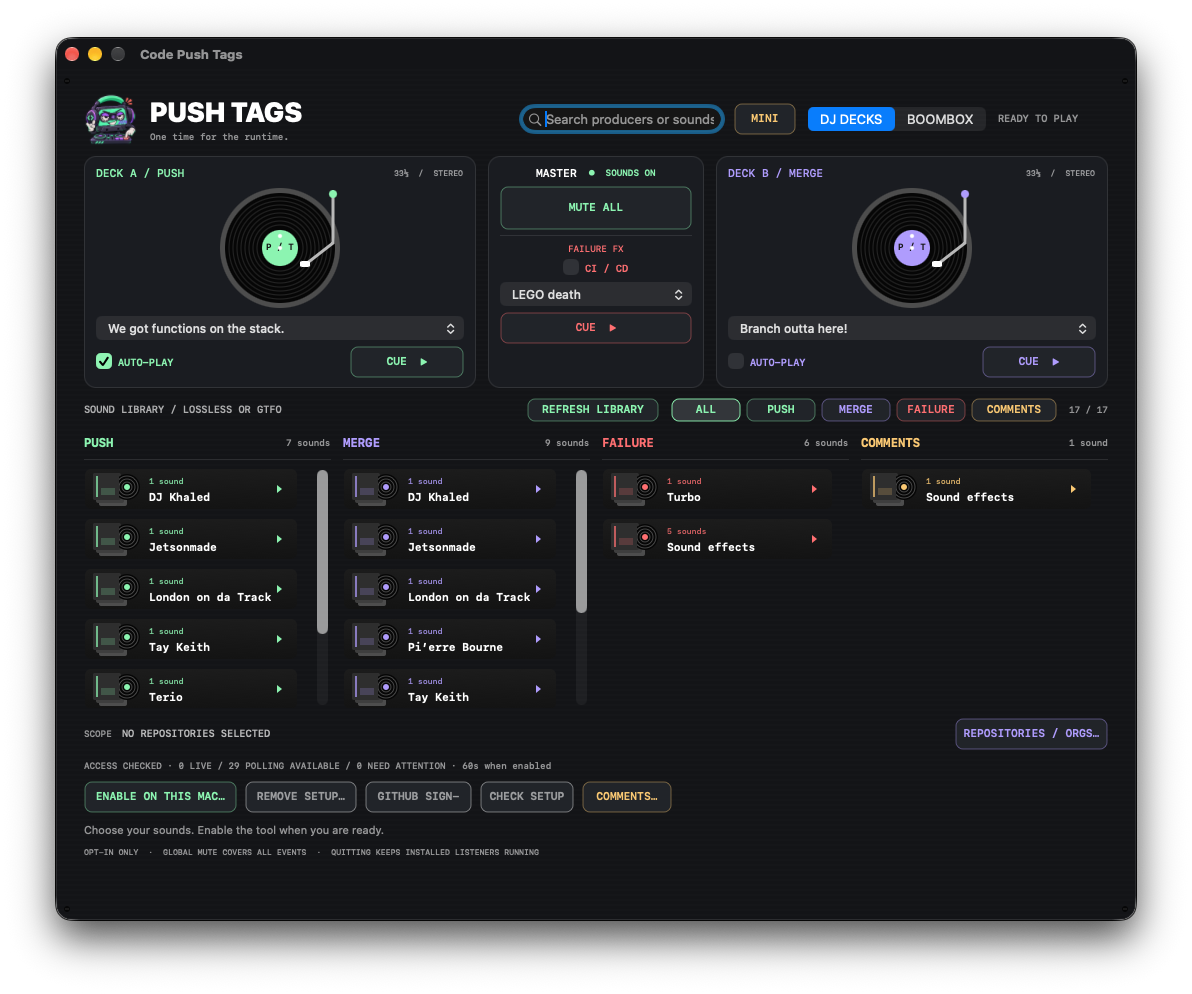 Code Push Tags
PUSH TAGS
One time for the runtime.
Search producers or sounds
MINI
DJ DECKS
BOOMBOX
READY TO PLAY
DECK A / PUSH
33⅓ / STEREO
P / T
We got functions on the stack.
AUTO-PLAY
CUE
MASTER
SOUNDS ON
MUTE ALL
FAILURE FX
CI / CD
LEGO death
CUE
DECK B / MERGE
33⅓ / STEREO
P / T
Branch outta here!
AUTO-PLAY
CUE
SOUND LIBRARY / LOSSLESS OR GTFO
REFRESH LIBRARY
ALL
PUSH
MERGE
FAILURE
COMMENTS
17 / 17
PUSH
7 sounds
1 sound
DJ Khaled
1 sound
Jetsonmade
1 sound
London on da Track
1 sound
Tay Keith
1 sound
Terio
MERGE
9 sounds
1 sound
DJ Khaled
1 sound
Jetsonmade
1 sound
London on da Track
1 sound
Pi’erre Bourne
1 sound
Tay Keith
FAILURE
6 sounds
1 sound
Turbo
5 sounds
Sound effects
COMMENTS
1 sound
1 sound
Sound effects
SCOPE NO REPOSITORIES SELECTED
REPOSITORIES / ORGS…
ACCESS CHECKED · 0 LIVE / 29 POLLING AVAILABLE / 0 NEED ATTENTION · 60s when enabled
ENABLE ON THIS MAC…
REMOVE SETUP…
GITHUB SIGN-
CHECK SETUP
COMMENTS…
Choose your sounds. Enable the tool when you are ready.
OPT-IN ONLY · GLOBAL MUTE COVERS ALL EVENTS · QUITTING KEEPS INSTALLED LISTENERS RUNNING